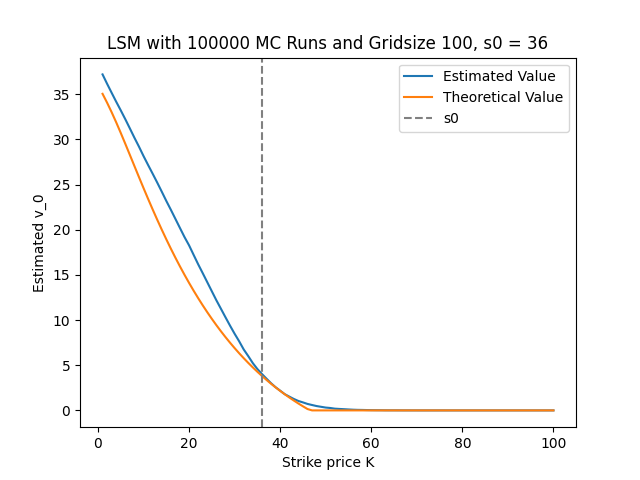 LSM with 100000 MC Runs and Gridsize 100, s0 = 36
Estimated Value
Theoretical Value
s0
Estimated v_0
35
30
25
20
15
10
5
0
0 20 40 60 80 100
Strike price K